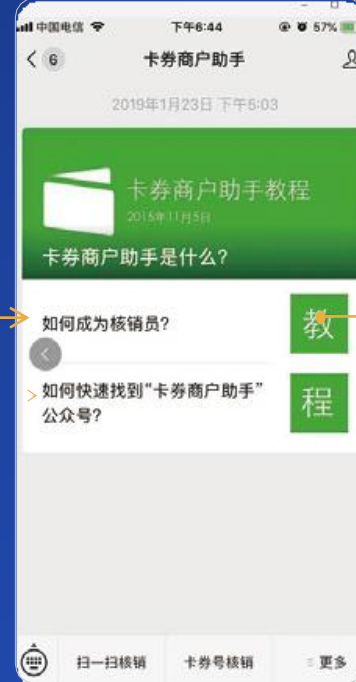 中国电信 下午6:44 57%
6 卡券商户助手
2019年1月23日 下午5:03
卡券商户助手教程
2015年11月5日
卡券商户助手是什么?
如何成为核销员?
教
如何快速找到“卡券商户助手”
公众号?
程
扫一扫核销 卡券号核销 更多